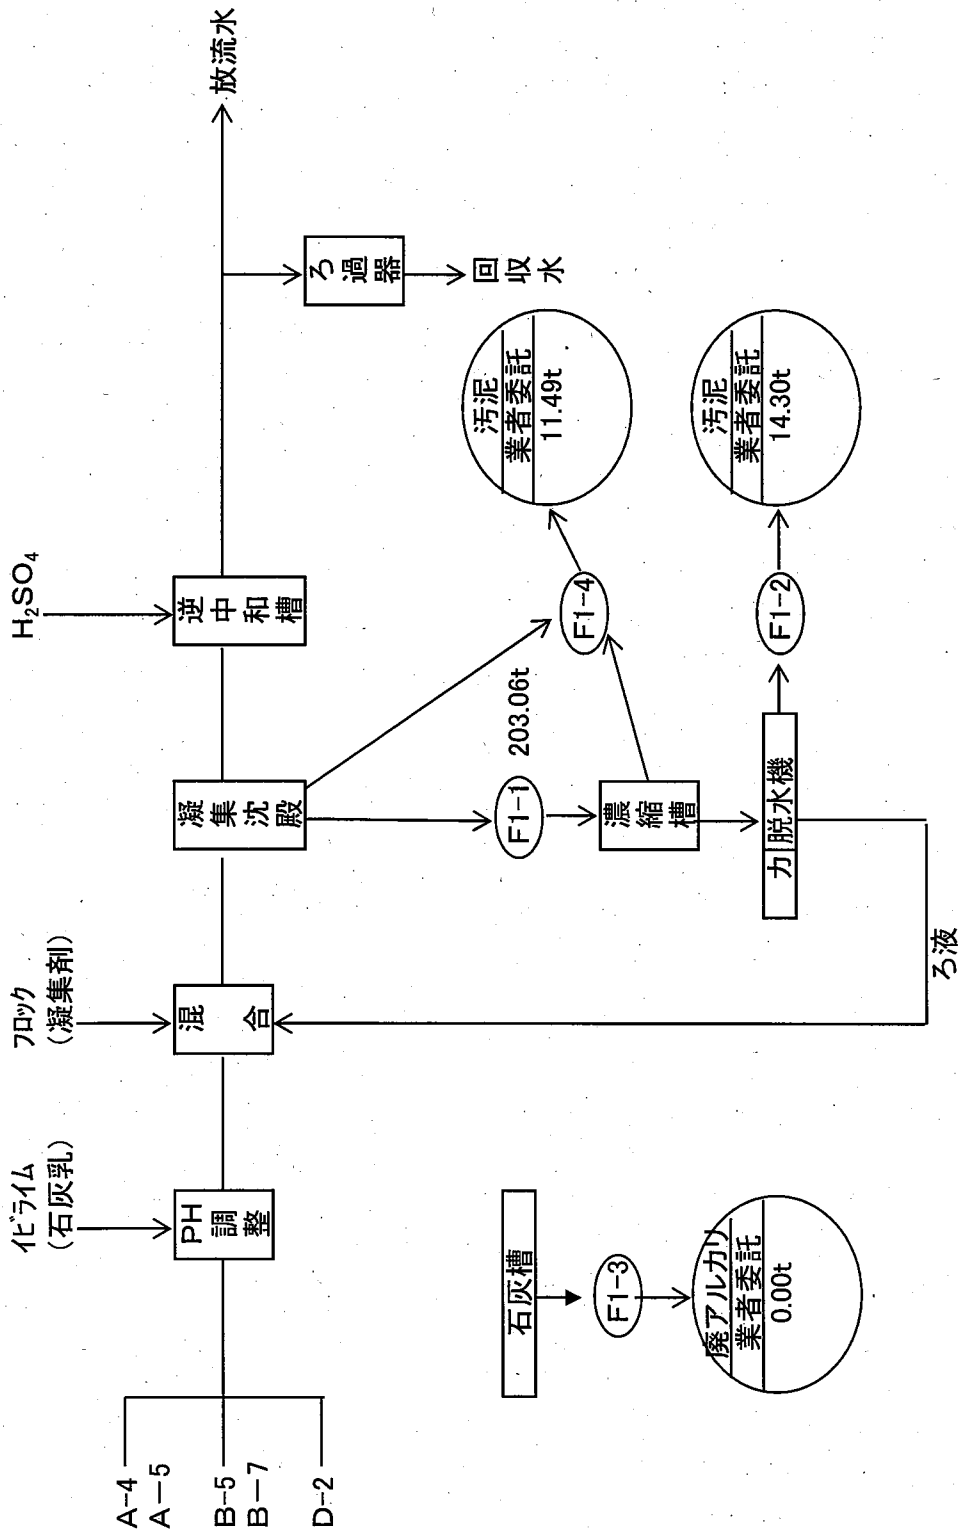 A-4
A-5
B-5
B-7
D-2
イビライム
(石灰乳)
PH
調
整
フロック
(凝集剤)
混
合
凝
集
沈
殿
H₂SO₄
逆
中
和
槽
放流水
ろ
過
器
回
収
水
F1-1
203.06t
濃
縮
槽
カ
脱水機
ろ液
F1-4
汚泥
業者委託
11.49t
F1-2
汚泥
業者委託
14.30t
石灰槽
F1-3
廃アルカリ
業者委託
0.00t